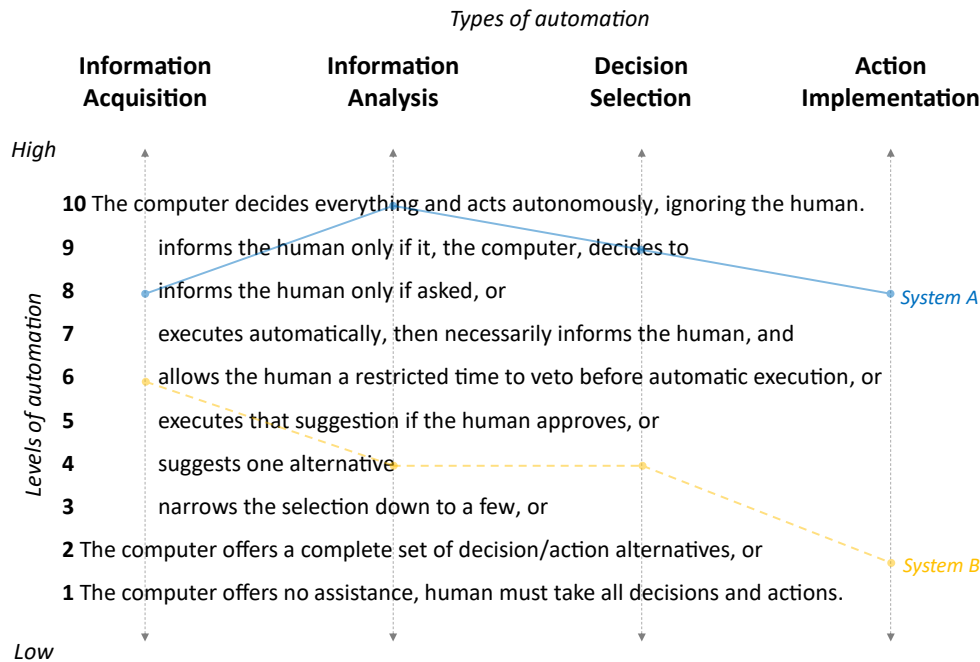 Types of automation
Information Acquisition
Information Analysis
Decision Selection
Action Implementation
High
Levels of automation
10 The computer decides everything and acts autonomously, ignoring the human.
9 informs the human only if it, the computer, decides to
8 informs the human only if asked, or
System A
7 executes automatically, then necessarily informs the human, and
6 allows the human a restricted time to veto before automatic execution, or
5 executes that suggestion if the human approves, or
4 suggests one alternative
3 narrows the selection down to a few, or
2 The computer offers a complete set of decision/action alternatives, or
System B
1 The computer offers no assistance, human must take all decisions and actions.
Low